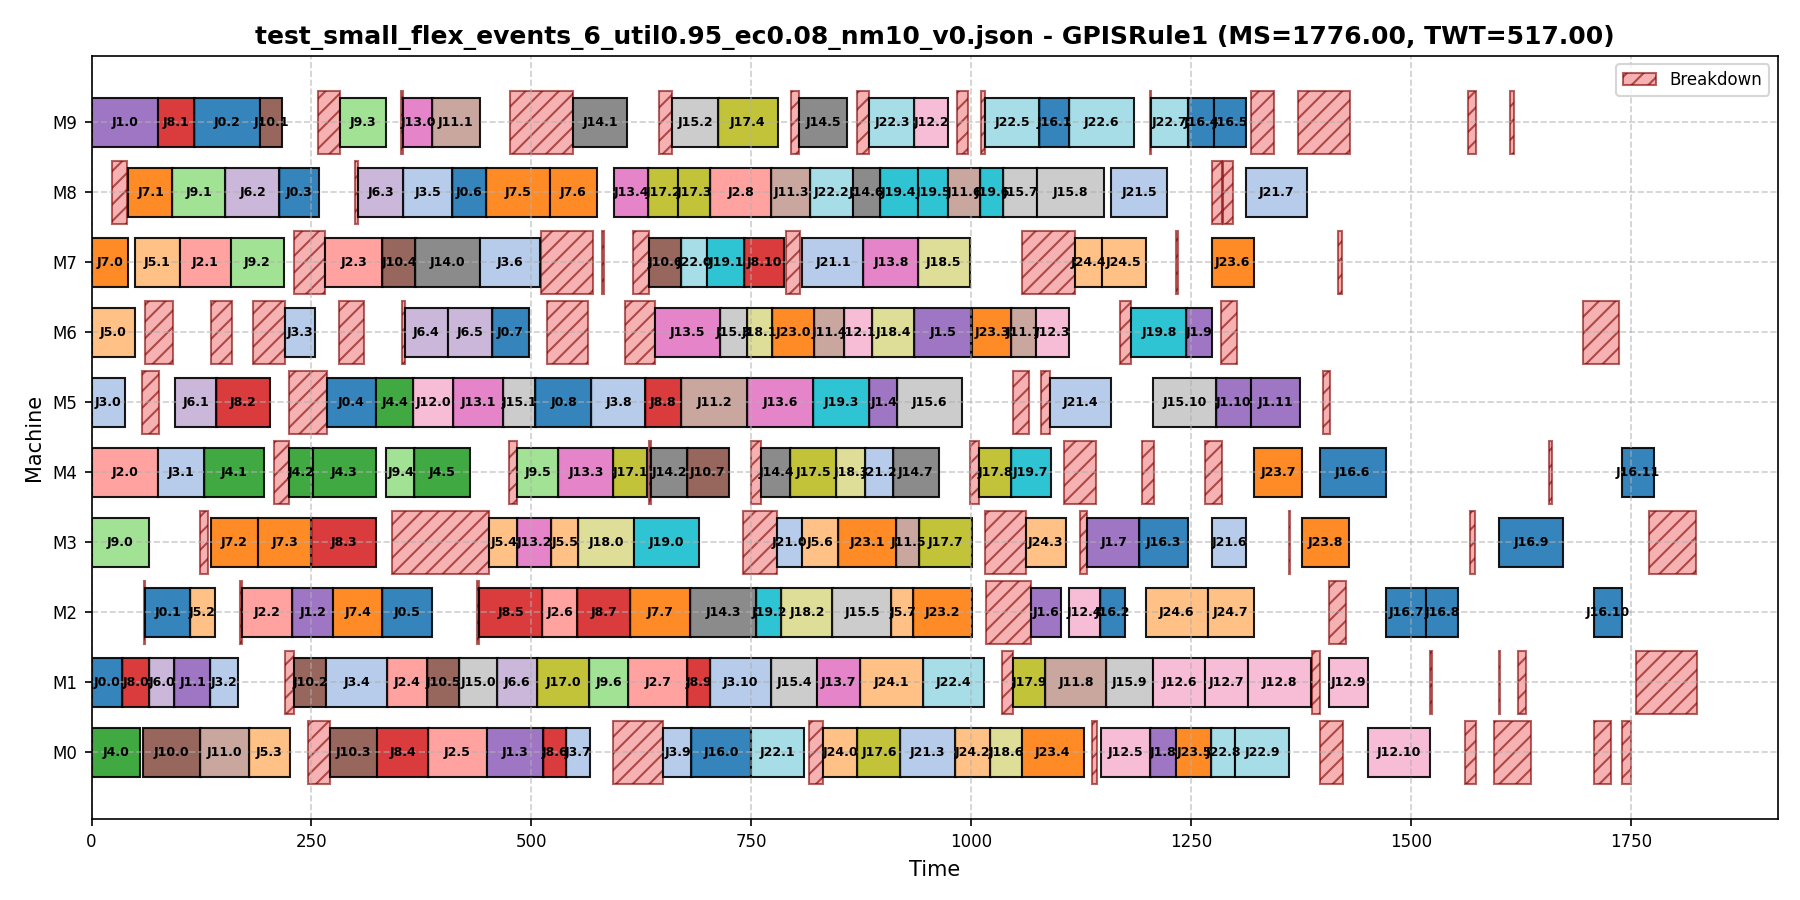 test_small_flex_events_6_util0.95_ec0.08_nm10_v0.json - GPISRule1 (MS=1776.00, TWT=517.00)
Breakdown
M9 J1.0 J8.1 J0.2 J10.1 J9.3 J13.0 J11.1 J14.1 J15.2 J17.4 J14.5 J22.3 J12.2 J22.5 J16.1 J22.6 J22.7 J16.4 J16.5
M8 J7.1 J9.1 J6.2 J0.3 J6.3 J3.5 J0.6 J7.5 J7.6 J13.4 J17.2 J17.3 J2.8 J11.3 J22.2 J14.6 J19.4 J19.5 J11.6 J19.6 J15.7 J15.8 J21.5 J21.7
M7 J7.0 J5.1 J2.1 J9.2 J2.3 J10.4 J14.0 J3.6 J10.6 J22.0 J19.1 J8.10 J21.1 J13.8 J18.5 J24.4 J24.5 J23.6
M6 J5.0 J3.3 J6.4 J6.5 J0.7 J13.5 J15.3 J18.1 J23.0 J11.4 J12.1 J18.4 J1.5 J23.3 J11.7 J12.3 J19.8 J1.9
M5 J3.0 J6.1 J8.2 J0.4 J4.4 J12.0 J13.1 J15.1 J0.8 J3.8 J8.8 J11.2 J13.6 J19.3 J1.4 J15.6 J21.4 J15.10 J1.10 J1.11
M4 J2.0 J3.1 J4.1 J4.2 J4.3 J9.4 J4.5 J9.5 J13.3 J17.1 J14.2 J10.7 J14.4 J17.5 J18.3 J21.2 J14.7 J17.8 J19.7 J23.7 J16.6 J16.11
M3 J9.0 J7.2 J7.3 J8.3 J5.4 J13.2 J5.5 J18.0 J19.0 J21.0 J5.6 J23.1 J11.5 J17.7 J24.3 J1.7 J16.3 J21.6 J23.8 J16.9
M2 J0.1 J5.2 J2.2 J1.2 J7.4 J0.5 J8.5 J2.6 J8.7 J7.7 J14.3 J19.2 J18.2 J15.5 J5.7 J23.2 J1.6 J12.4 J16.2 J24.6 J24.7 J16.7 J16.8 J16.10
M1 J0.0 J8.0 J6.0 J1.1 J3.2 J10.2 J3.4 J2.4 J10.5 J15.0 J6.6 J17.0 J9.6 J2.7 J8.9 J3.10 J15.4 J13.7 J24.1 J22.4 J17.9 J11.8 J15.9 J12.6 J12.7 J12.8 J12.9
M0 J4.0 J10.0 J11.0 J5.3 J10.3 J8.4 J2.5 J1.3 J8.6 J3.7 J3.9 J16.0 J22.1 J24.0 J17.6 J21.3 J24.2 J18.6 J23.4 J12.5 J1.8 J23.5 J22.8 J22.9 J12.10
0 250 500 750 1000 1250 1500 1750
Time
Machine